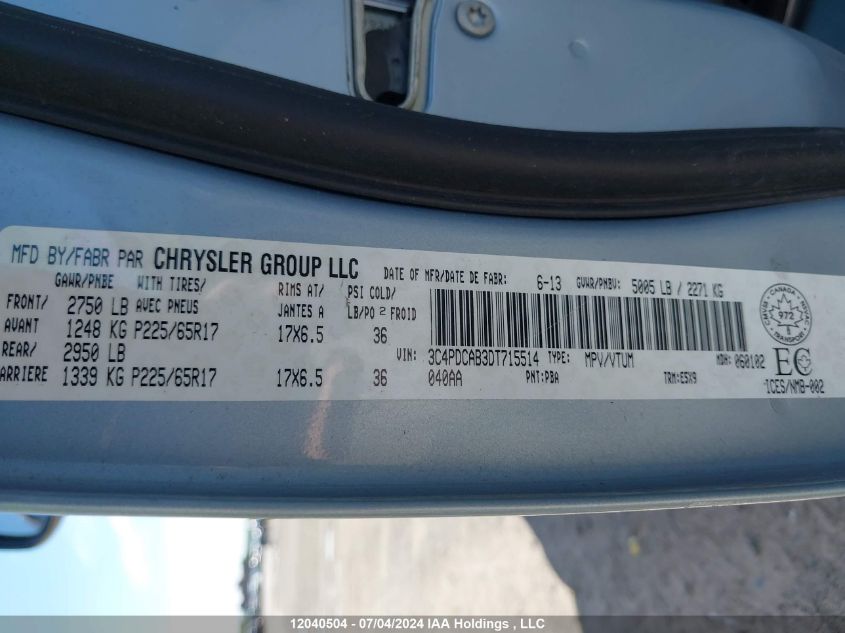 MFD BY/FABR PAR CHRYSLER GROUP LLC DATE OF MFR/DATE DE FABR: 6-13 GVWR/PNBV: 5005 LB / 2271 KG
GAWR/PNBE WITH TIRES/ RIMS AT/ PSI COLD/
FRONT/ 2750 LB AVEC PNEUS JANTES A LB/PO 2 FROID
AVANT 1248 KG P225/65R17 17X6.5 36
REAR/ 2950 LB
ARRIERE 1339 KG P225/65R17 17X6.5 36
VIN: 3C4PDCAB3DT715514 TYPE: MPV/VTUM MDH: 060102
040AA PNT:PBA TRM:E5X9
CANADA
972
TRANSPORT
EC
ICES/NMB-002
12040504 - 07/04/2024 IAA Holdings , LLC